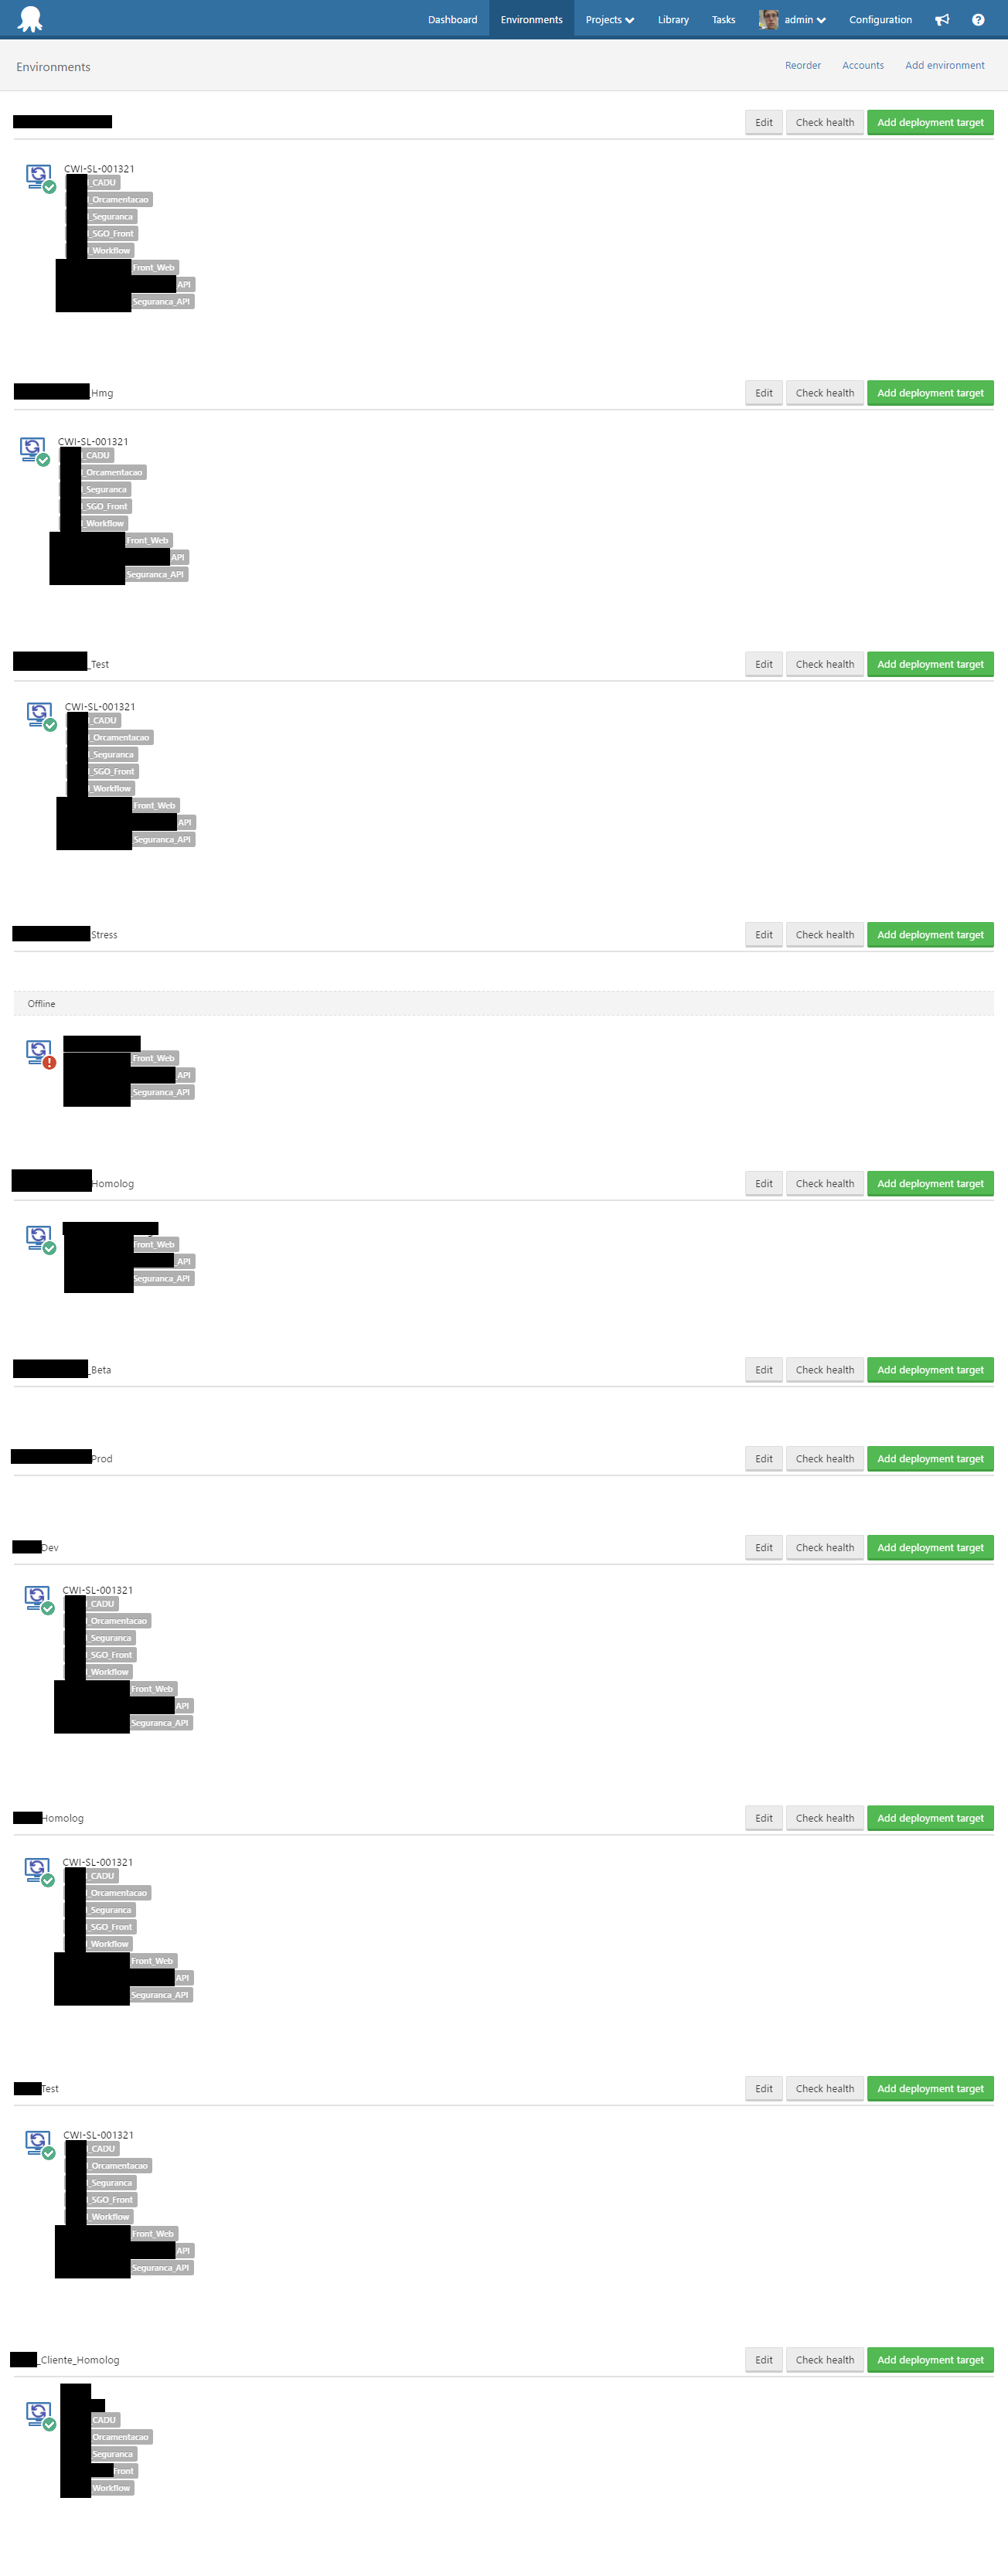 Dashboard Environments Projects Library Tasks admin Configuration
Environments Reorder Accounts Add environment
Edit Check health Add deployment target
CWI-SL-001321
_CADU
_Orcamentacao
_Seguranca
_SGO_Front
_Workflow
Front_Web
API
Seguranca_API
Hmg Edit Check health Add deployment target
CWI-SL-001321
_CADU
_Orcamentacao
_Seguranca
_SGO_Front
_Workflow
Front_Web
API
Seguranca_API
_Test Edit Check health Add deployment target
CWI-SL-001321
_CADU
_Orcamentacao
_Seguranca
_SGO_Front
_Workflow
Front_Web
API
Seguranca_API
Stress Edit Check health Add deployment target
Offline
Front_Web
_API
Seguranca_API
Homolog Edit Check health Add deployment target
Front_Web
_API
Seguranca_API
_Beta Edit Check health Add deployment target
Prod Edit Check health Add deployment target
Dev Edit Check health Add deployment target
CWI-SL-001321
_CADU
_Orcamentacao
_Seguranca
_SGO_Front
_Workflow
Front_Web
API
Seguranca_API
Homolog Edit Check health Add deployment target
CWI-SL-001321
_CADU
_Orcamentacao
_Seguranca
_SGO_Front
_Workflow
Front_Web
API
Seguranca_API
Test Edit Check health Add deployment target
CWI-SL-001321
_CADU
_Orcamentacao
_Seguranca
_SGO_Front
_Workflow
Front_Web
API
Seguranca_API
_Cliente_Homolog Edit Check health Add deployment target
CADU
Orcamentacao
Seguranca
Front
Workflow